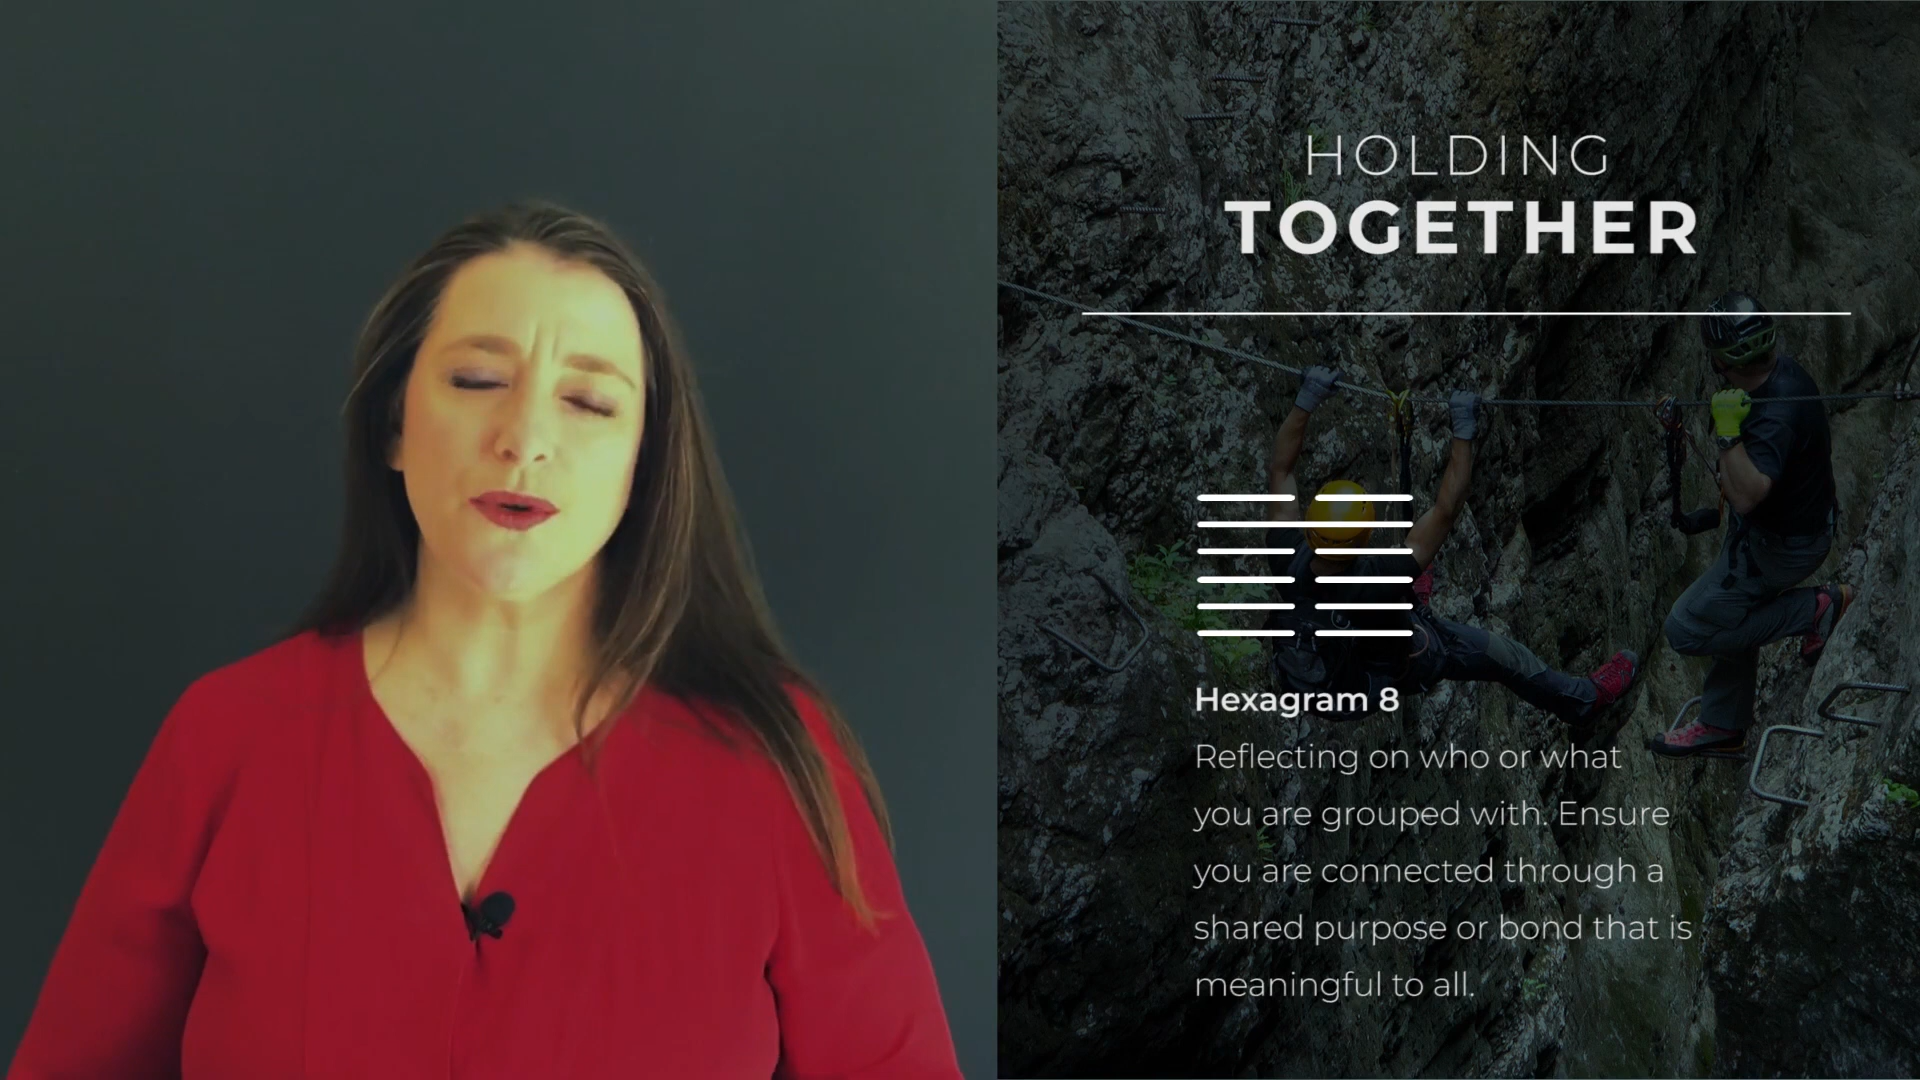 HOLDING
TOGETHER
Hexagram 8
Reflecting on who or what
you are grouped with. Ensure
you are connected through a
shared purpose or bond that is
meaningful to all.